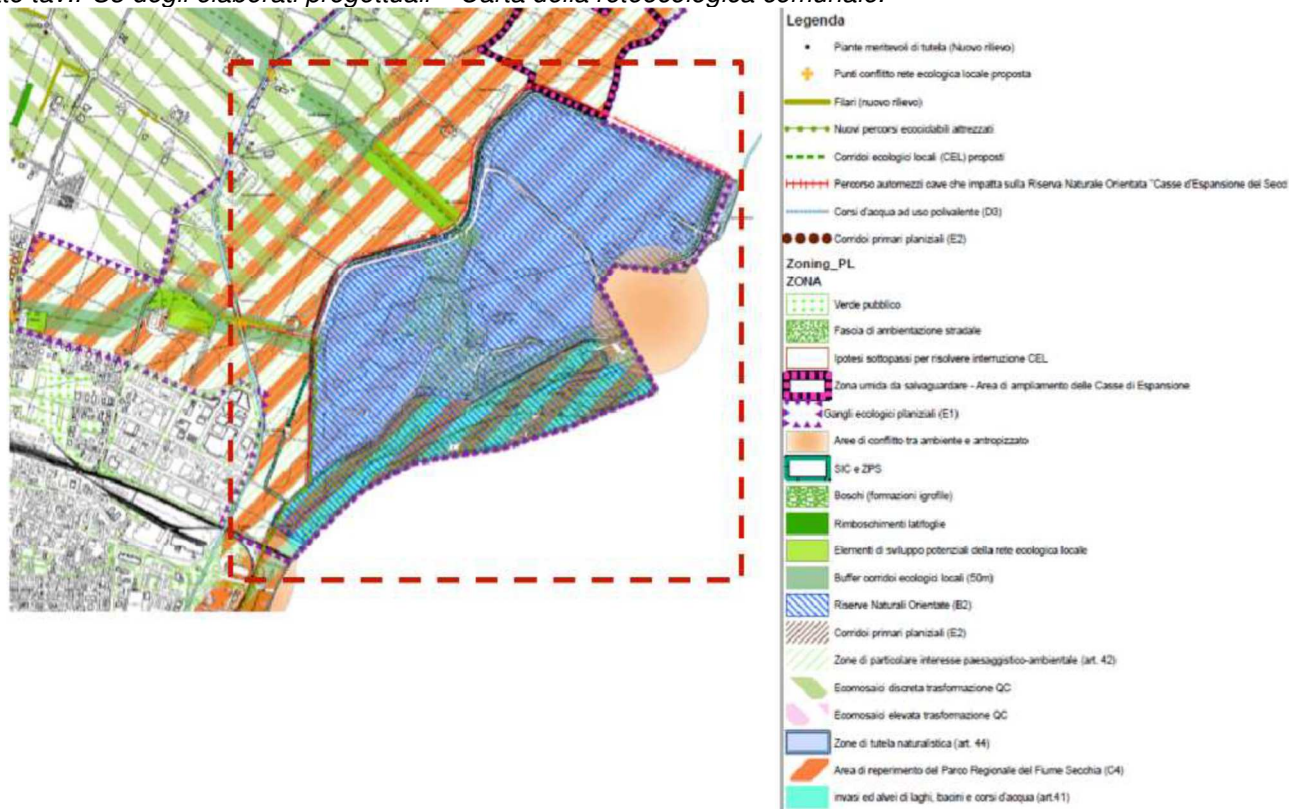 degli elaborati progettuali
Carta della
ecologica comunale.
Legenda
Piante meritevoli di tutela (Nuovo rilievo)
Punti conflitto rete ecologica locale proposta
Filari (nuovo rilievo)
Nuovi percorsi ecociclabili attrezzati
Corridoi ecologici locali (CEL) proposti
Percorso automezzi cave che impatta sulla Riserva Naturale Orientata "Casse d'Espansione del Secc
Corsi d'acqua ad uso polivalente (D3)
Corridoi primari planiziali (E2)
Zoning_PL
ZONA
Verde pubblico
Fascia di ambientazione stradale
Ipotesi sottopassi per risolvere interruzione CEL
Zona umida da salvaguardare - Area di ampliamento delle Casse di Espansione
Gangli ecologici planiziali (E1)
Aree di conflitto tra ambiente e antropizzato
SIC e ZPS
Boschi (formazioni igrofile)
Rimboschimenti latifoglie
Elementi di sviluppo potenziali della rete ecologica locale
Buffer corridoi ecologici locali (50m)
Riserve Naturali Orientate (B2)
Corridoi primari planiziali (E2)
Zone di particolare interesse paesaggistico-ambientale (art. 42)
Ecomosaici discreta trasformazione QC
Ecomosaici elevata trasformazione QC
Zone di tutela naturalistica (art. 44)
Area di reperimento del Parco Regionale del Fiume Secchia (C4)
invasi ed alvei di laghi, bacini e corsi d'acqua (art.41)